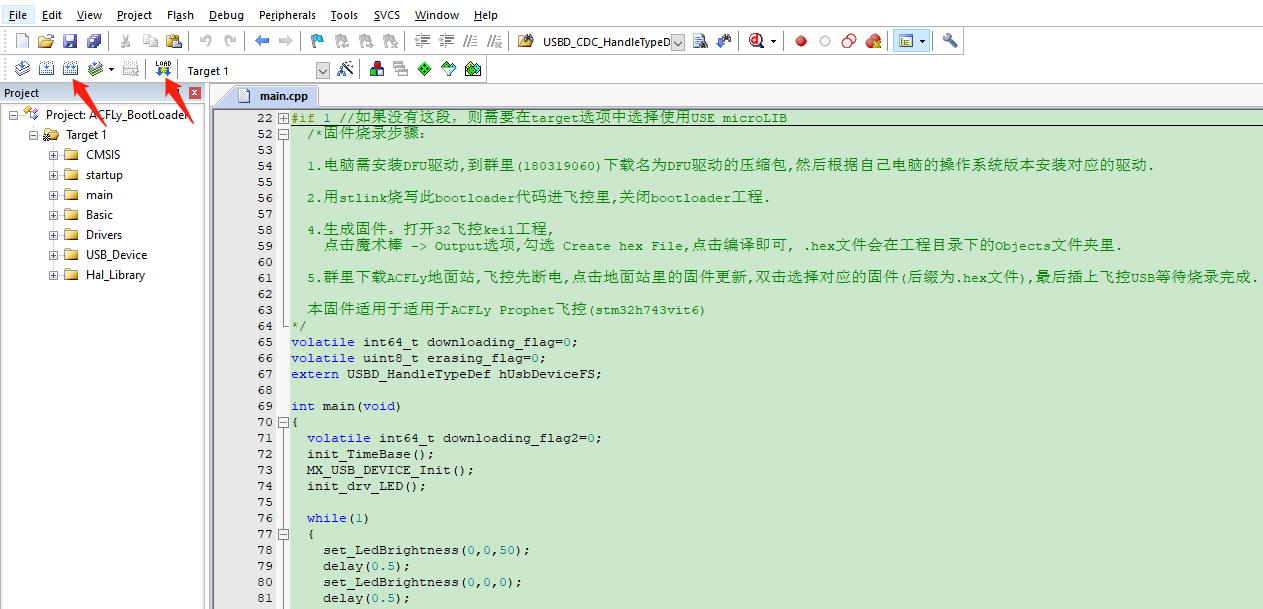 File Edit View Project Flash Debug Peripherals Tools SVCS Window Help
USBD_CDC_HandleTypeD
LOAD
Target 1
Project
main.cpp
Project: ACFLy_BootLoader
Target 1
CMSIS
startup
main
Basic
Drivers
USB_Device
Hal_Library
22 #if 1 //如果没有这段，则需要在target选项中选择使用USE microLIB
52 /*固件烧录步骤：
53
54 1.电脑需安装DFU驱动,到群里(180319060)下载名为DFU驱动的压缩包,然后根据自己电脑的操作系统版本安装对应的驱动.
55
56 2.用stlink烧写此bootloader代码进飞控里,关闭bootloader工程.
57
58 4.生成固件。打开32飞控keil工程,
59 点击魔术棒 -> Output选项,勾选 Create hex File,点击编译即可, .hex文件会在工程目录下的Objects文件夹里.
60
61 5.群里下载ACFLy地面站,飞控先断电,点击地面站里的固件更新,双击选择对应的固件(后缀为.hex文件),最后插上飞控USB等待烧录完成.
62
63 本固件适用于适用于ACFLy Prophet飞控(stm32h743vit6)
64 */
65 volatile int64_t downloading_flag=0;
66 volatile uint8_t erasing_flag=0;
67 extern USBD_HandleTypeDef hUsbDeviceFS;
68
69 int main(void)
70 {
71 volatile int64_t downloading_flag2=0;
72 init_TimeBase();
73 MX_USB_DEVICE_Init();
74 init_drv_LED();
75
76 while(1)
77 {
78 set_LedBrightness(0,0,50);
79 delay(0.5);
80 set_LedBrightness(0,0,0);
81 delay(0.5);